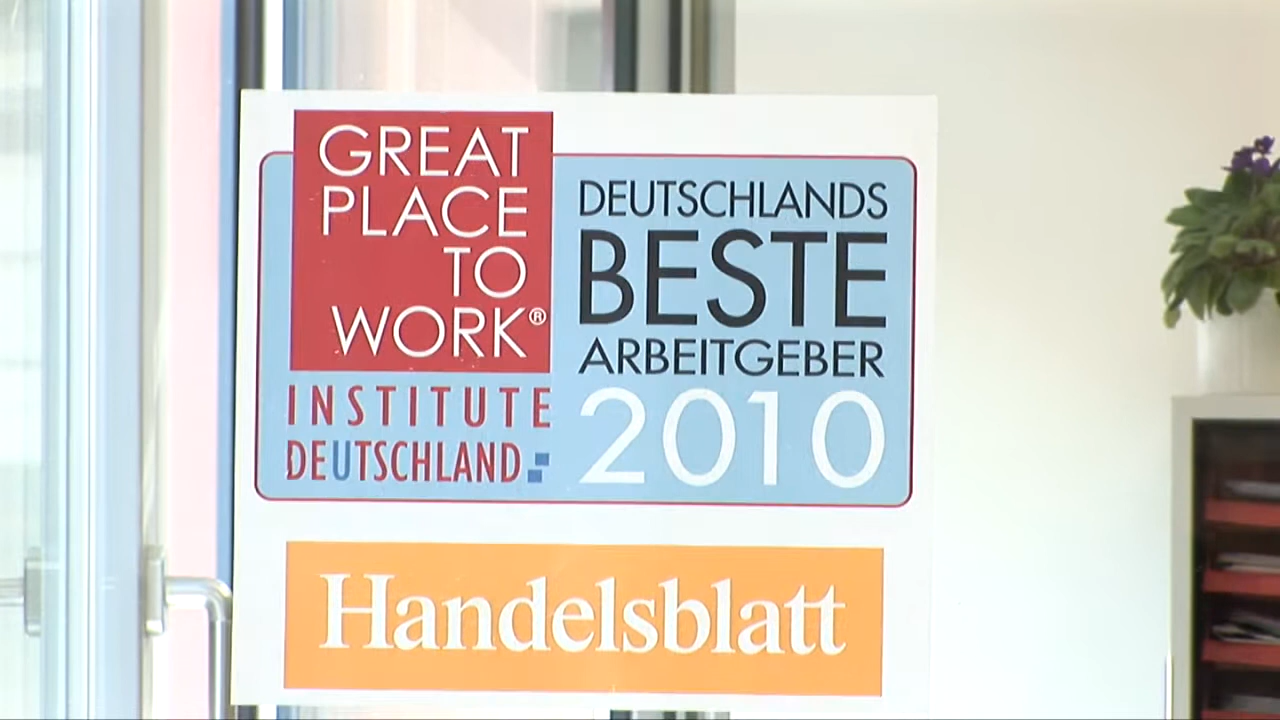 GREAT
PLACE
TO
WORK®
INSTITUTE
DEUTSCHLAND
DEUTSCHLANDS
BESTE
ARBEITGEBER
2010
Handelsblatt